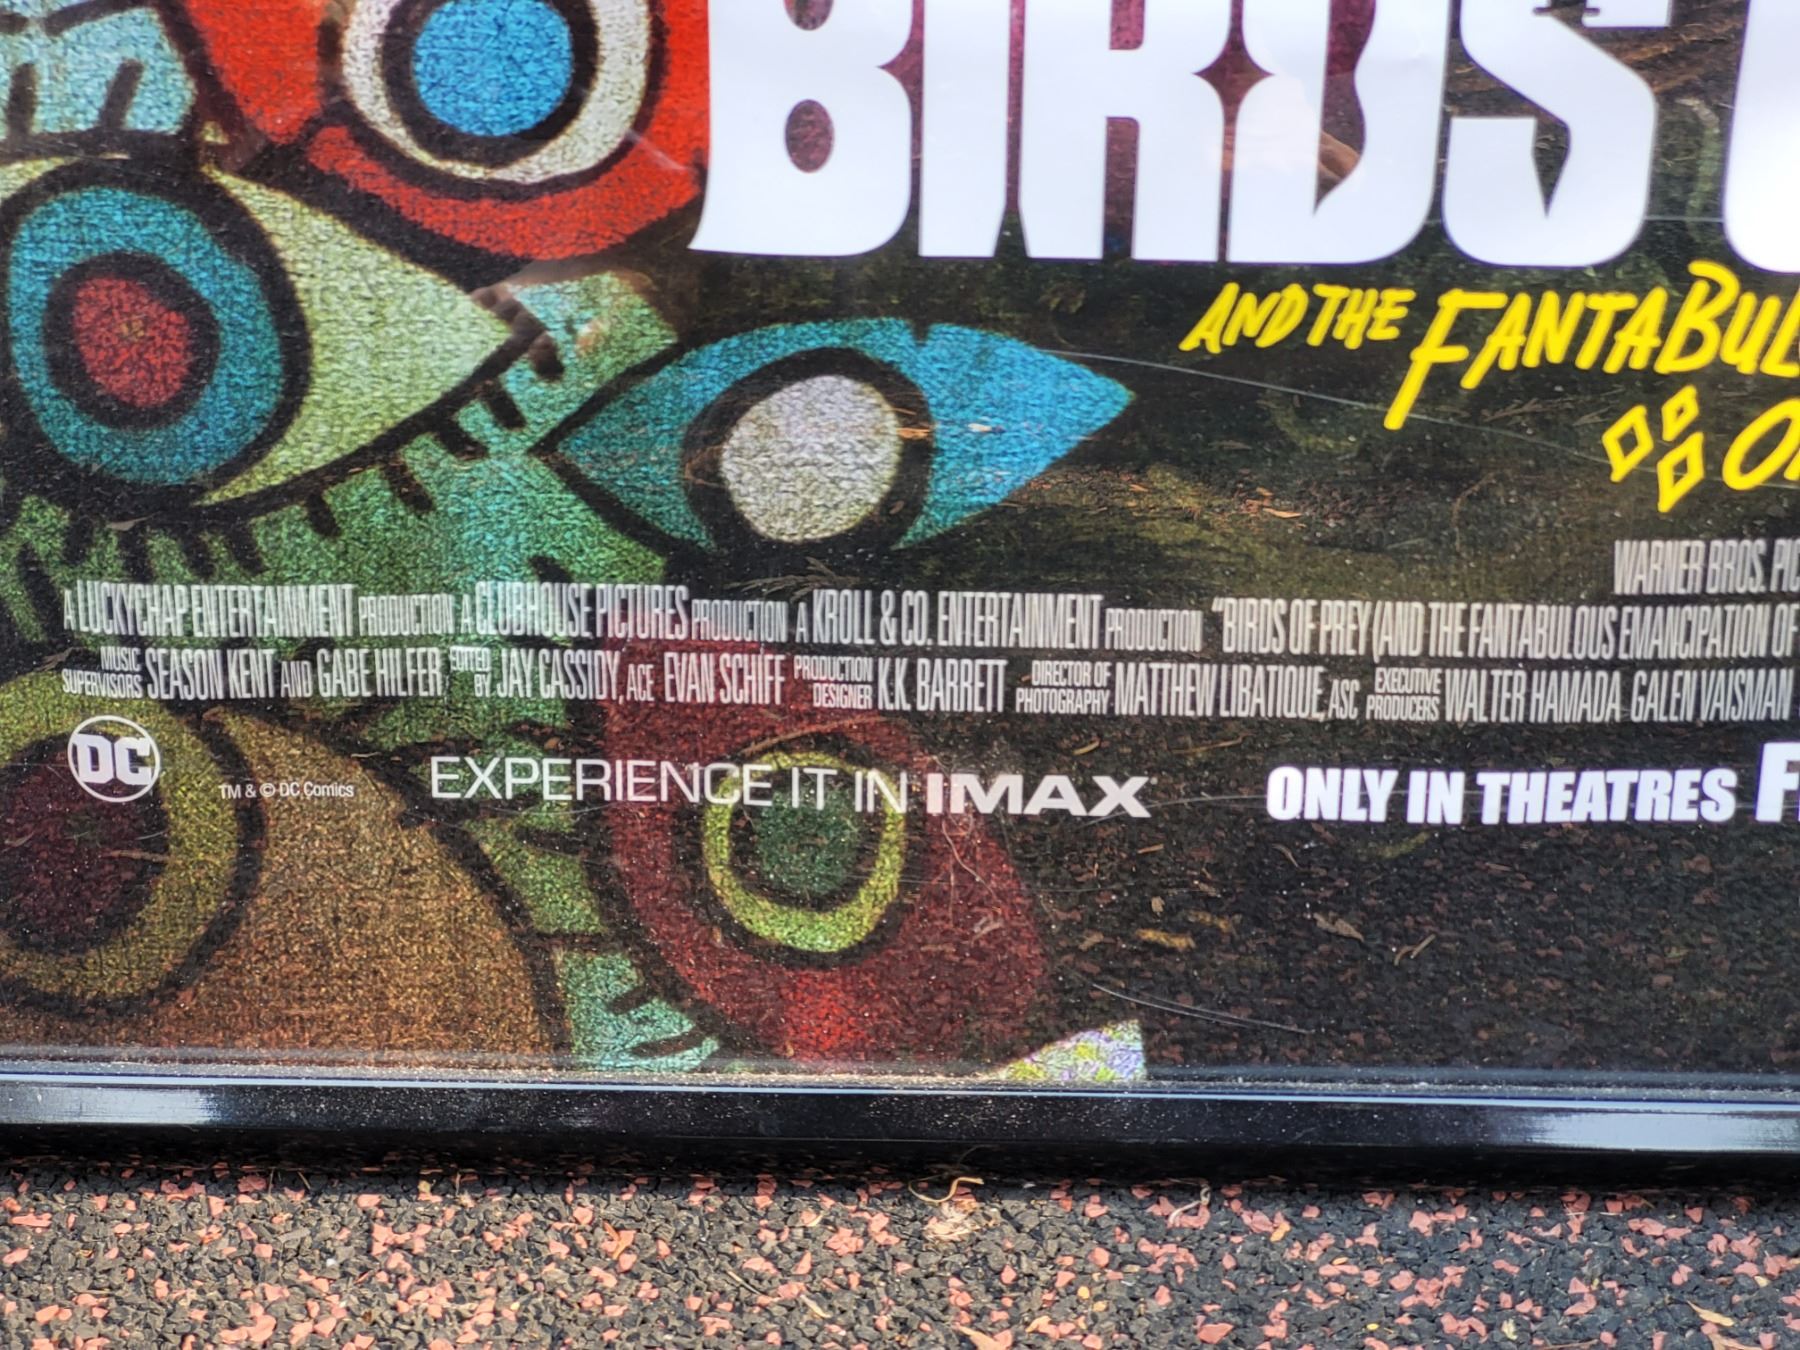 BIRDS
AND THE FANTABUL
WARNER BROS.
A LUCKYCHAP ENTERTAINMENT PRODUCTION A CLUBHOUSE PICTURES PRODUCTION A KROLL & CO. ENTERTAINMENT PRODUCTION "BIRDS OF PREY (AND THE FANTABULOUS EMANCIPATION OF
MUSIC SUPERVISORS SEASON KENT AND GABE HILFER EDITED BY JAY CASSIDY, ACE EVAN SCHIFF PRODUCTION DESIGNER K.K. BARRETT DIRECTOR OF PHOTOGRAPHY MATTHEW LIBATIQUE, ASC EXECUTIVE PRODUCERS WALTER HAMADA GALEN VAISMAN
DC TM & © DC Comics EXPERIENCE IT IN IMAX ONLY IN THEATRES